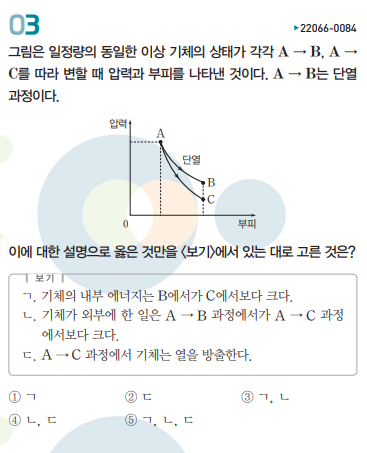 03
▶22066-0084
그림은 일정량의 동일한 이상 기체의 상태가 각각 A → B, A →
C를 따라 변할 때 압력과 부피를 나타낸 것이다. A → B는 단열
과정이다.
압력
A
단열
B
C
0
부피
이에 대한 설명으로 옳은 것만을 〈보기〉에서 있는 대로 고른 것은?
보기
ㄱ. 기체의 내부 에너지는 B에서가 C에서보다 크다.
ㄴ. 기체가 외부에 한 일은 A → B 과정에서가 A → C 과정
에서보다 크다.
ㄷ. A → C 과정에서 기체는 열을 방출한다.
① ㄱ ② ㄷ ③ ㄱ, ㄴ
④ ㄴ, ㄷ ⑤ ㄱ, ㄴ, ㄷ